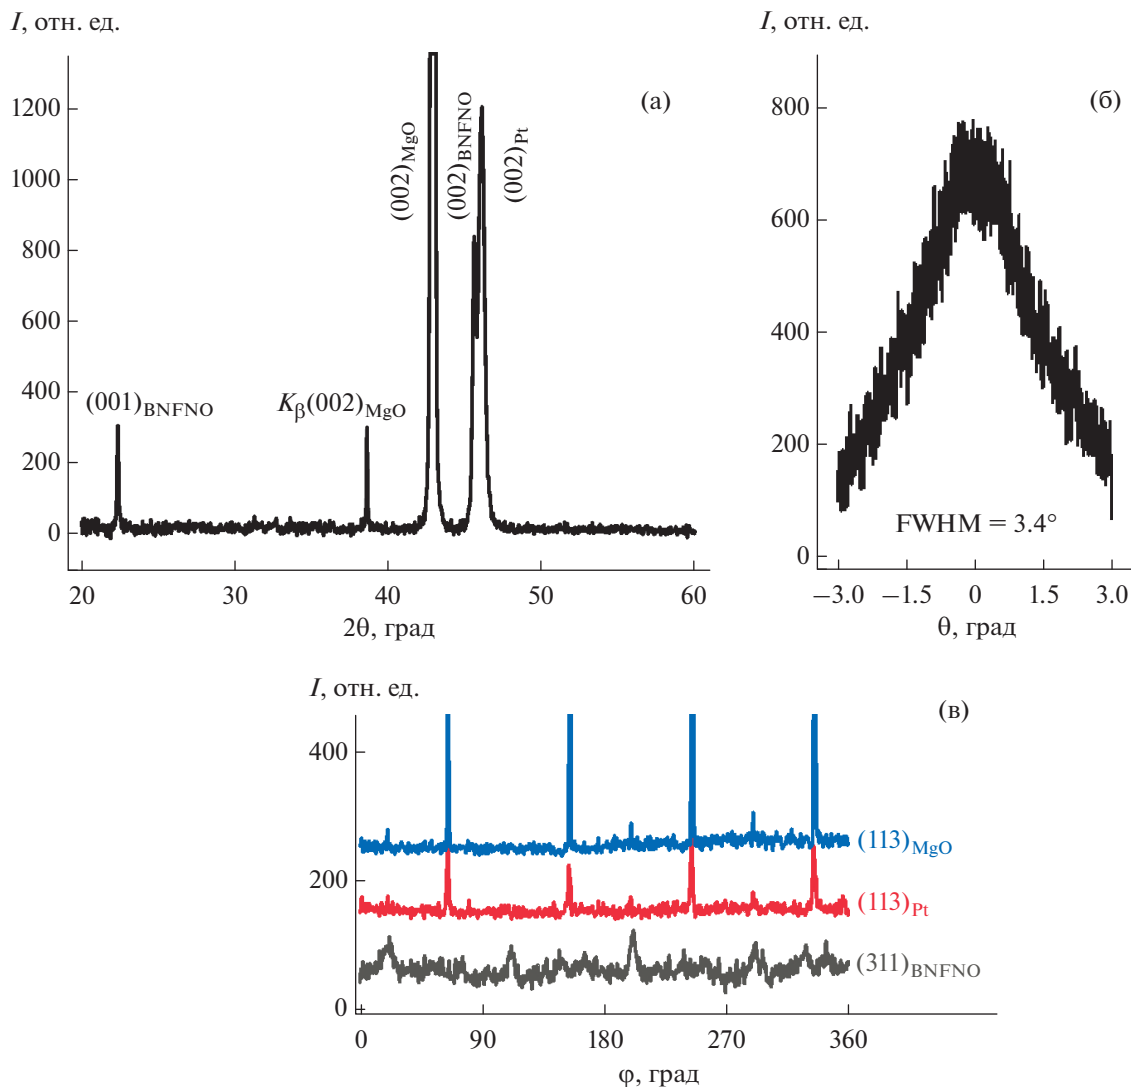 I, отн. ед.
(а)
1200
1000
800
600
400
200
0
(001)BNFNO
Kβ(002)MgO
(002)MgO
(002)BNFNO
(002)Pt
20
30
40
50
60
2θ, град
I, отн. ед.
(б)
800
600
400
200
0
FWHM = 3.4°
−3.0
−1.5
0
1.5
3.0
θ, град
I, отн. ед.
(в)
400
200
0
(113)MgO
(113)Pt
(311)BNFNO
0
90
180
270
360
φ, град